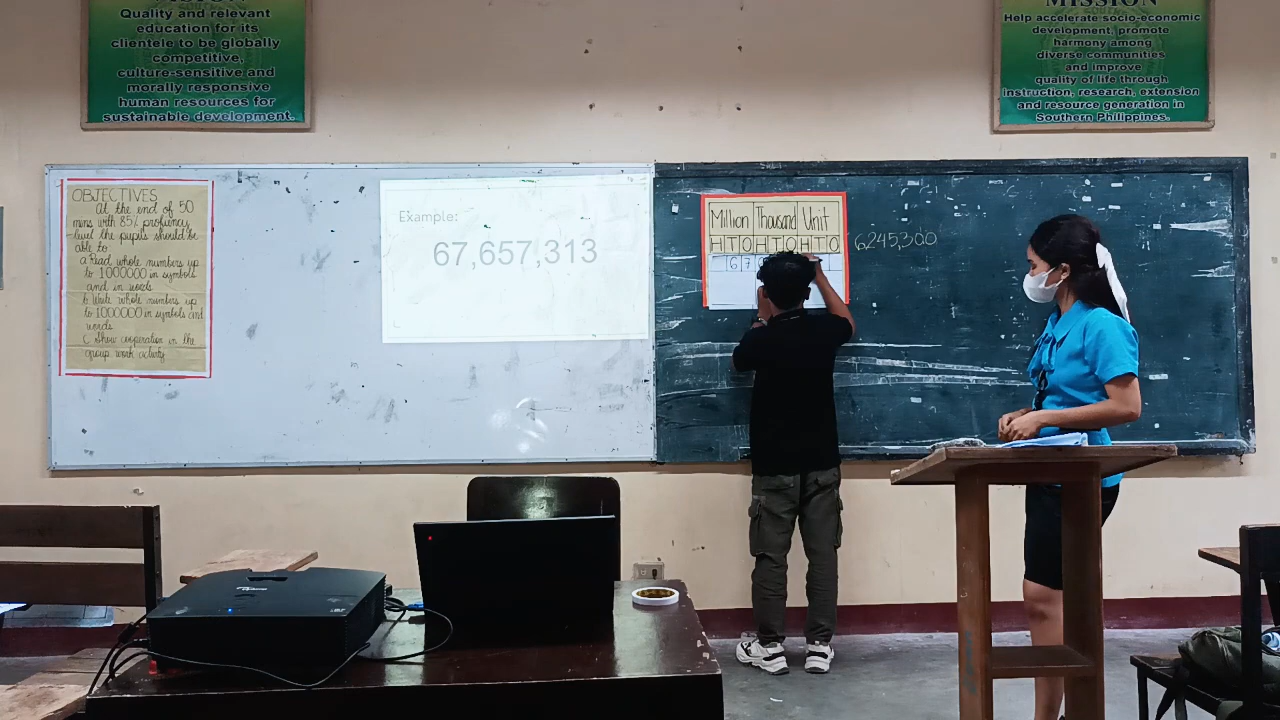 VISION
Quality and relevant
education for its
clientele to be globally
competitive,
culture-sensitive and
morally responsive
human resources for
sustainable development.
MISSION
Help accelerate socio-economic
development, promote
harmony among
diverse communities
and improve
quality of life through
instruction, research, extension
and resource generation in
Southern Philippines.
OBJECTIVES
At the end of 50
mins with 85% proficiency
level the pupils should be
able to:
a. Read whole numbers up
to 1000000 in symbols
and in words
b. Write whole numbers up
to 1000000 in symbols and
words
C. Show cooperation in the
group work activity
Example:
67,657,313
Million Thousand Unit
H T O H T O H T O
6 7
6245,300